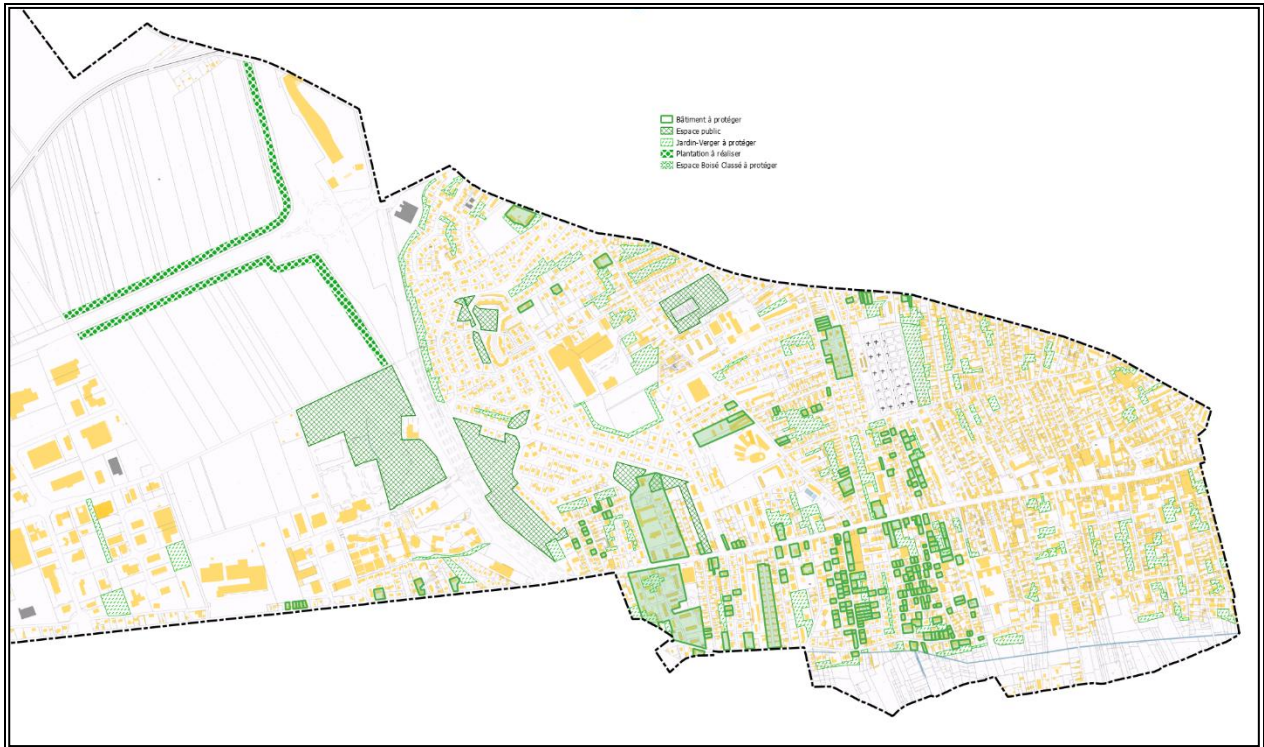 Bâtiment à protéger
Espace public
Jardin-Verger à protéger
Plantation à réaliser
Espace Boisé Classé à protéger